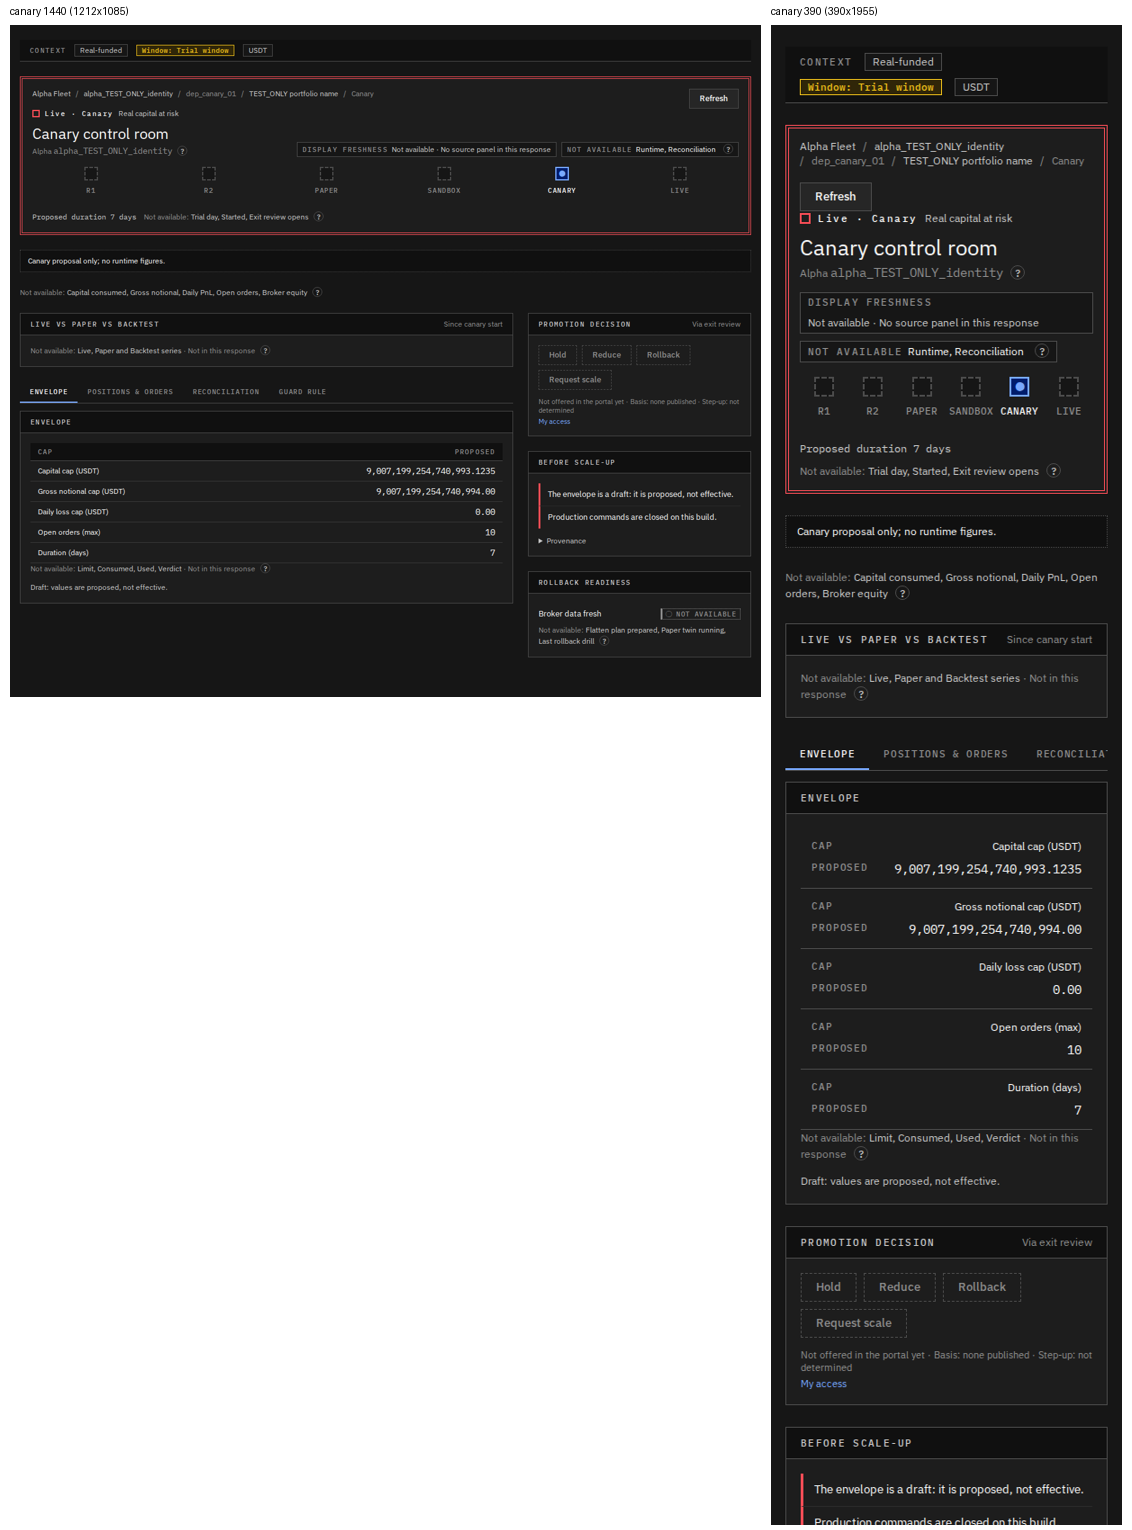 canary 1440 (1212x1085)
CONTEXT Real-funded Window: Trial window USDT
Alpha Fleet / alpha_TEST_ONLY_identity / dep_canary_01 / TEST_ONLY portfolio name / Canary
Refresh
Live · Canary Real capital at risk
Canary control room
Alpha alpha_TEST_ONLY_identity ?
DISPLAY FRESHNESS Not available · No source panel in this response
NOT AVAILABLE Runtime, Reconciliation ?
R1 R2 PAPER SANDBOX CANARY LIVE
Proposed duration 7 days Not available: Trial day, Started, Exit review opens ?
Canary proposal only; no runtime figures.
Not available: Capital consumed, Gross notional, Daily PnL, Open orders, Broker equity ?
LIVE VS PAPER VS BACKTEST Since canary start
Not available: Live, Paper and Backtest series · Not in this response ?
ENVELOPE POSITIONS & ORDERS RECONCILIATION GUARD RULE
ENVELOPE
CAP PROPOSED
Capital cap (USDT) 9,007,199,254,740,993.1235
Gross notional cap (USDT) 9,007,199,254,740,994.00
Daily loss cap (USDT) 0.00
Open orders (max) 10
Duration (days) 7
Not available: Limit, Consumed, Used, Verdict · Not in this response ?
Draft: values are proposed, not effective.
PROMOTION DECISION Via exit review
Hold Reduce Rollback
Request scale
Not offered in the portal yet · Basis: none published · Step-up: not
determined
My access
BEFORE SCALE-UP
The envelope is a draft: it is proposed, not effective.
Production commands are closed on this build.
Provenance
ROLLBACK READINESS
Broker data fresh NOT AVAILABLE
Not available: Flatten plan prepared, Paper twin running,
Last rollback drill ?
canary 390 (390x1955)
CONTEXT Real-funded
Window: Trial window USDT
Alpha Fleet / alpha_TEST_ONLY_identity
/ dep_canary_01 / TEST_ONLY portfolio name / Canary
Refresh
Live · Canary Real capital at risk
Canary control room
Alpha alpha_TEST_ONLY_identity ?
DISPLAY FRESHNESS
Not available · No source panel in this response
NOT AVAILABLE Runtime, Reconciliation ?
R1 R2 PAPER SANDBOX CANARY LIVE
Proposed duration 7 days
Not available: Trial day, Started, Exit review opens ?
Canary proposal only; no runtime figures.
Not available: Capital consumed, Gross notional, Daily PnL, Open
orders, Broker equity ?
LIVE VS PAPER VS BACKTEST Since canary start
Not available: Live, Paper and Backtest series · Not in this
response ?
ENVELOPE POSITIONS & ORDERS RECONCILIAT
ENVELOPE
CAP Capital cap (USDT)
PROPOSED 9,007,199,254,740,993.1235
CAP Gross notional cap (USDT)
PROPOSED 9,007,199,254,740,994.00
CAP Daily loss cap (USDT)
PROPOSED 0.00
CAP Open orders (max)
PROPOSED 10
CAP Duration (days)
PROPOSED 7
Not available: Limit, Consumed, Used, Verdict · Not in this
response ?
Draft: values are proposed, not effective.
PROMOTION DECISION Via exit review
Hold Reduce Rollback
Request scale
Not offered in the portal yet · Basis: none published · Step-up: not
determined
My access
BEFORE SCALE-UP
The envelope is a draft: it is proposed, not effective.
Production commands are closed on this build.